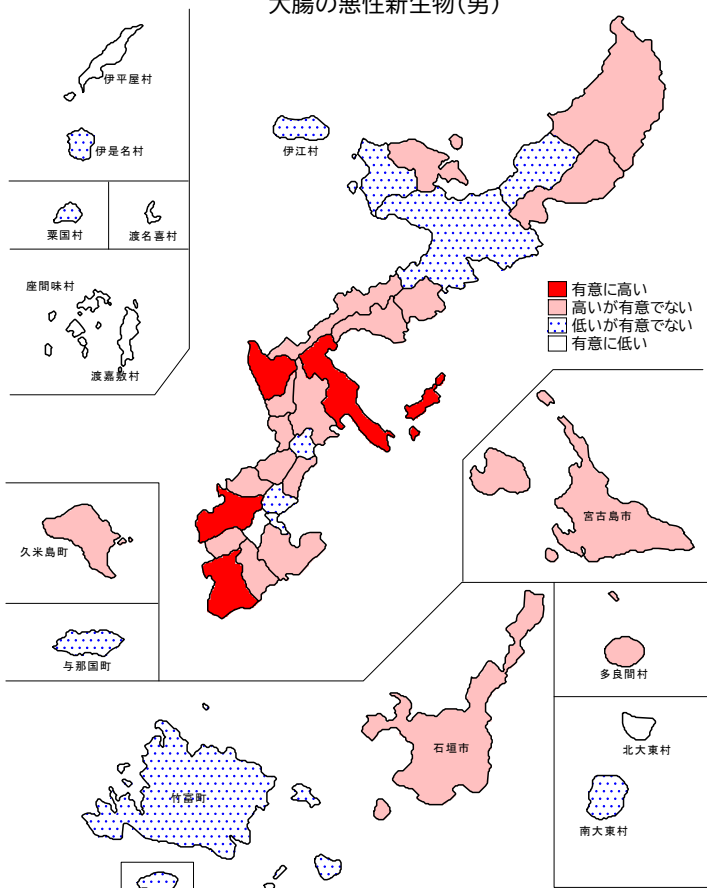 大腸の悪性新生物(男)
伊平屋村
伊是名村
伊江村
粟国村
渡名喜村
座間味村
渡嘉敷村
有意に高い
高いが有意でない
低いが有意でない
有意に低い
宮古島市
久米島町
与那国町
多良間村
石垣市
北大東村
竹富町
南大東村